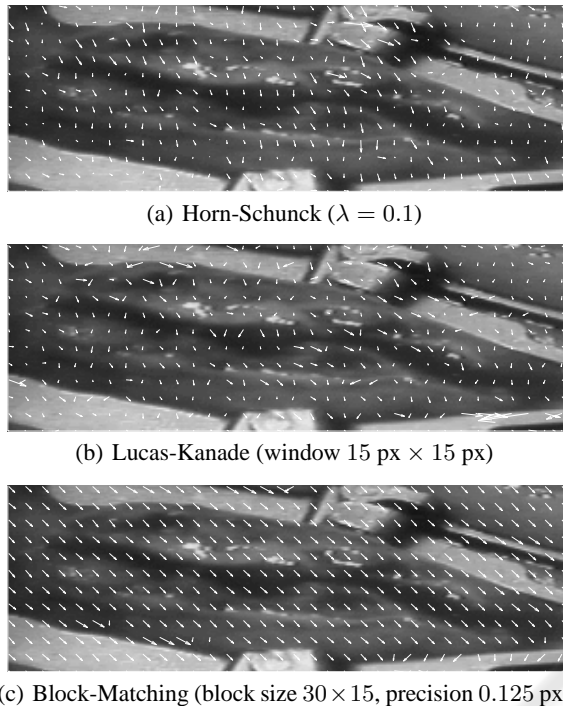 (a) Horn-Schunck (λ = 0.1)
(b) Lucas-Kanade (window 15 px × 15 px)
(c) Block-Matching (block size 30×15, precision 0.125 px